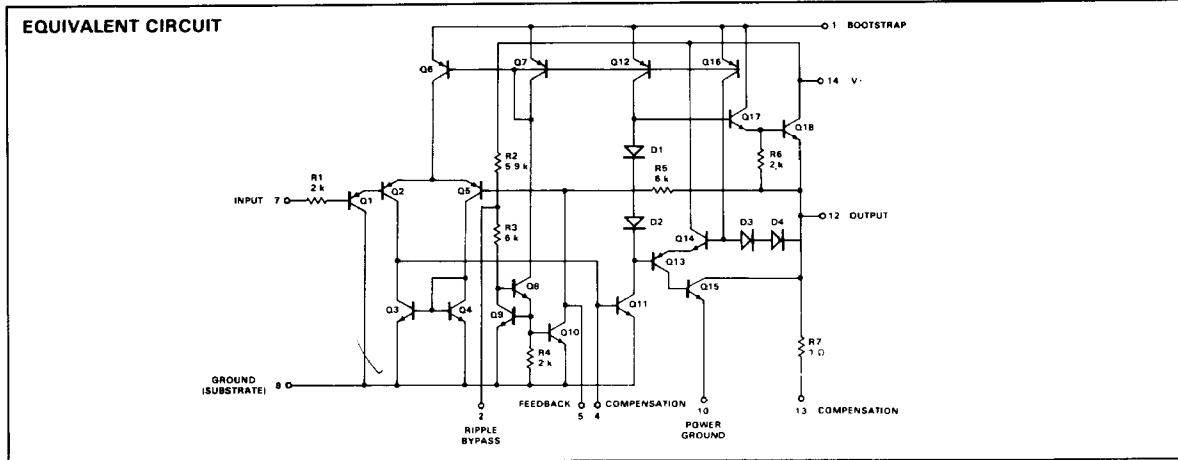 EQUIVALENT CIRCUIT
1 BOOTSTRAP
Q6
Q7
Q12
Q16
14 V-
Q17
Q18
R2
5.9 k
D1
R6
2 k
R5
6 k
R1
2 k
INPUT 7
Q1
Q2
Q5
12 OUTPUT
R3
6 k
D2
D3
D4
Q14
Q13
Q8
Q15
Q3
Q4
Q9
Q10
Q11
R4
2 k
R7
1 Ω
GROUND 8
(SUBSTRATE)
FEEDBACK
COMPENSATION
2
5
4
10
13 COMPENSATION
RIPPLE
BYPASS
POWER
GROUND